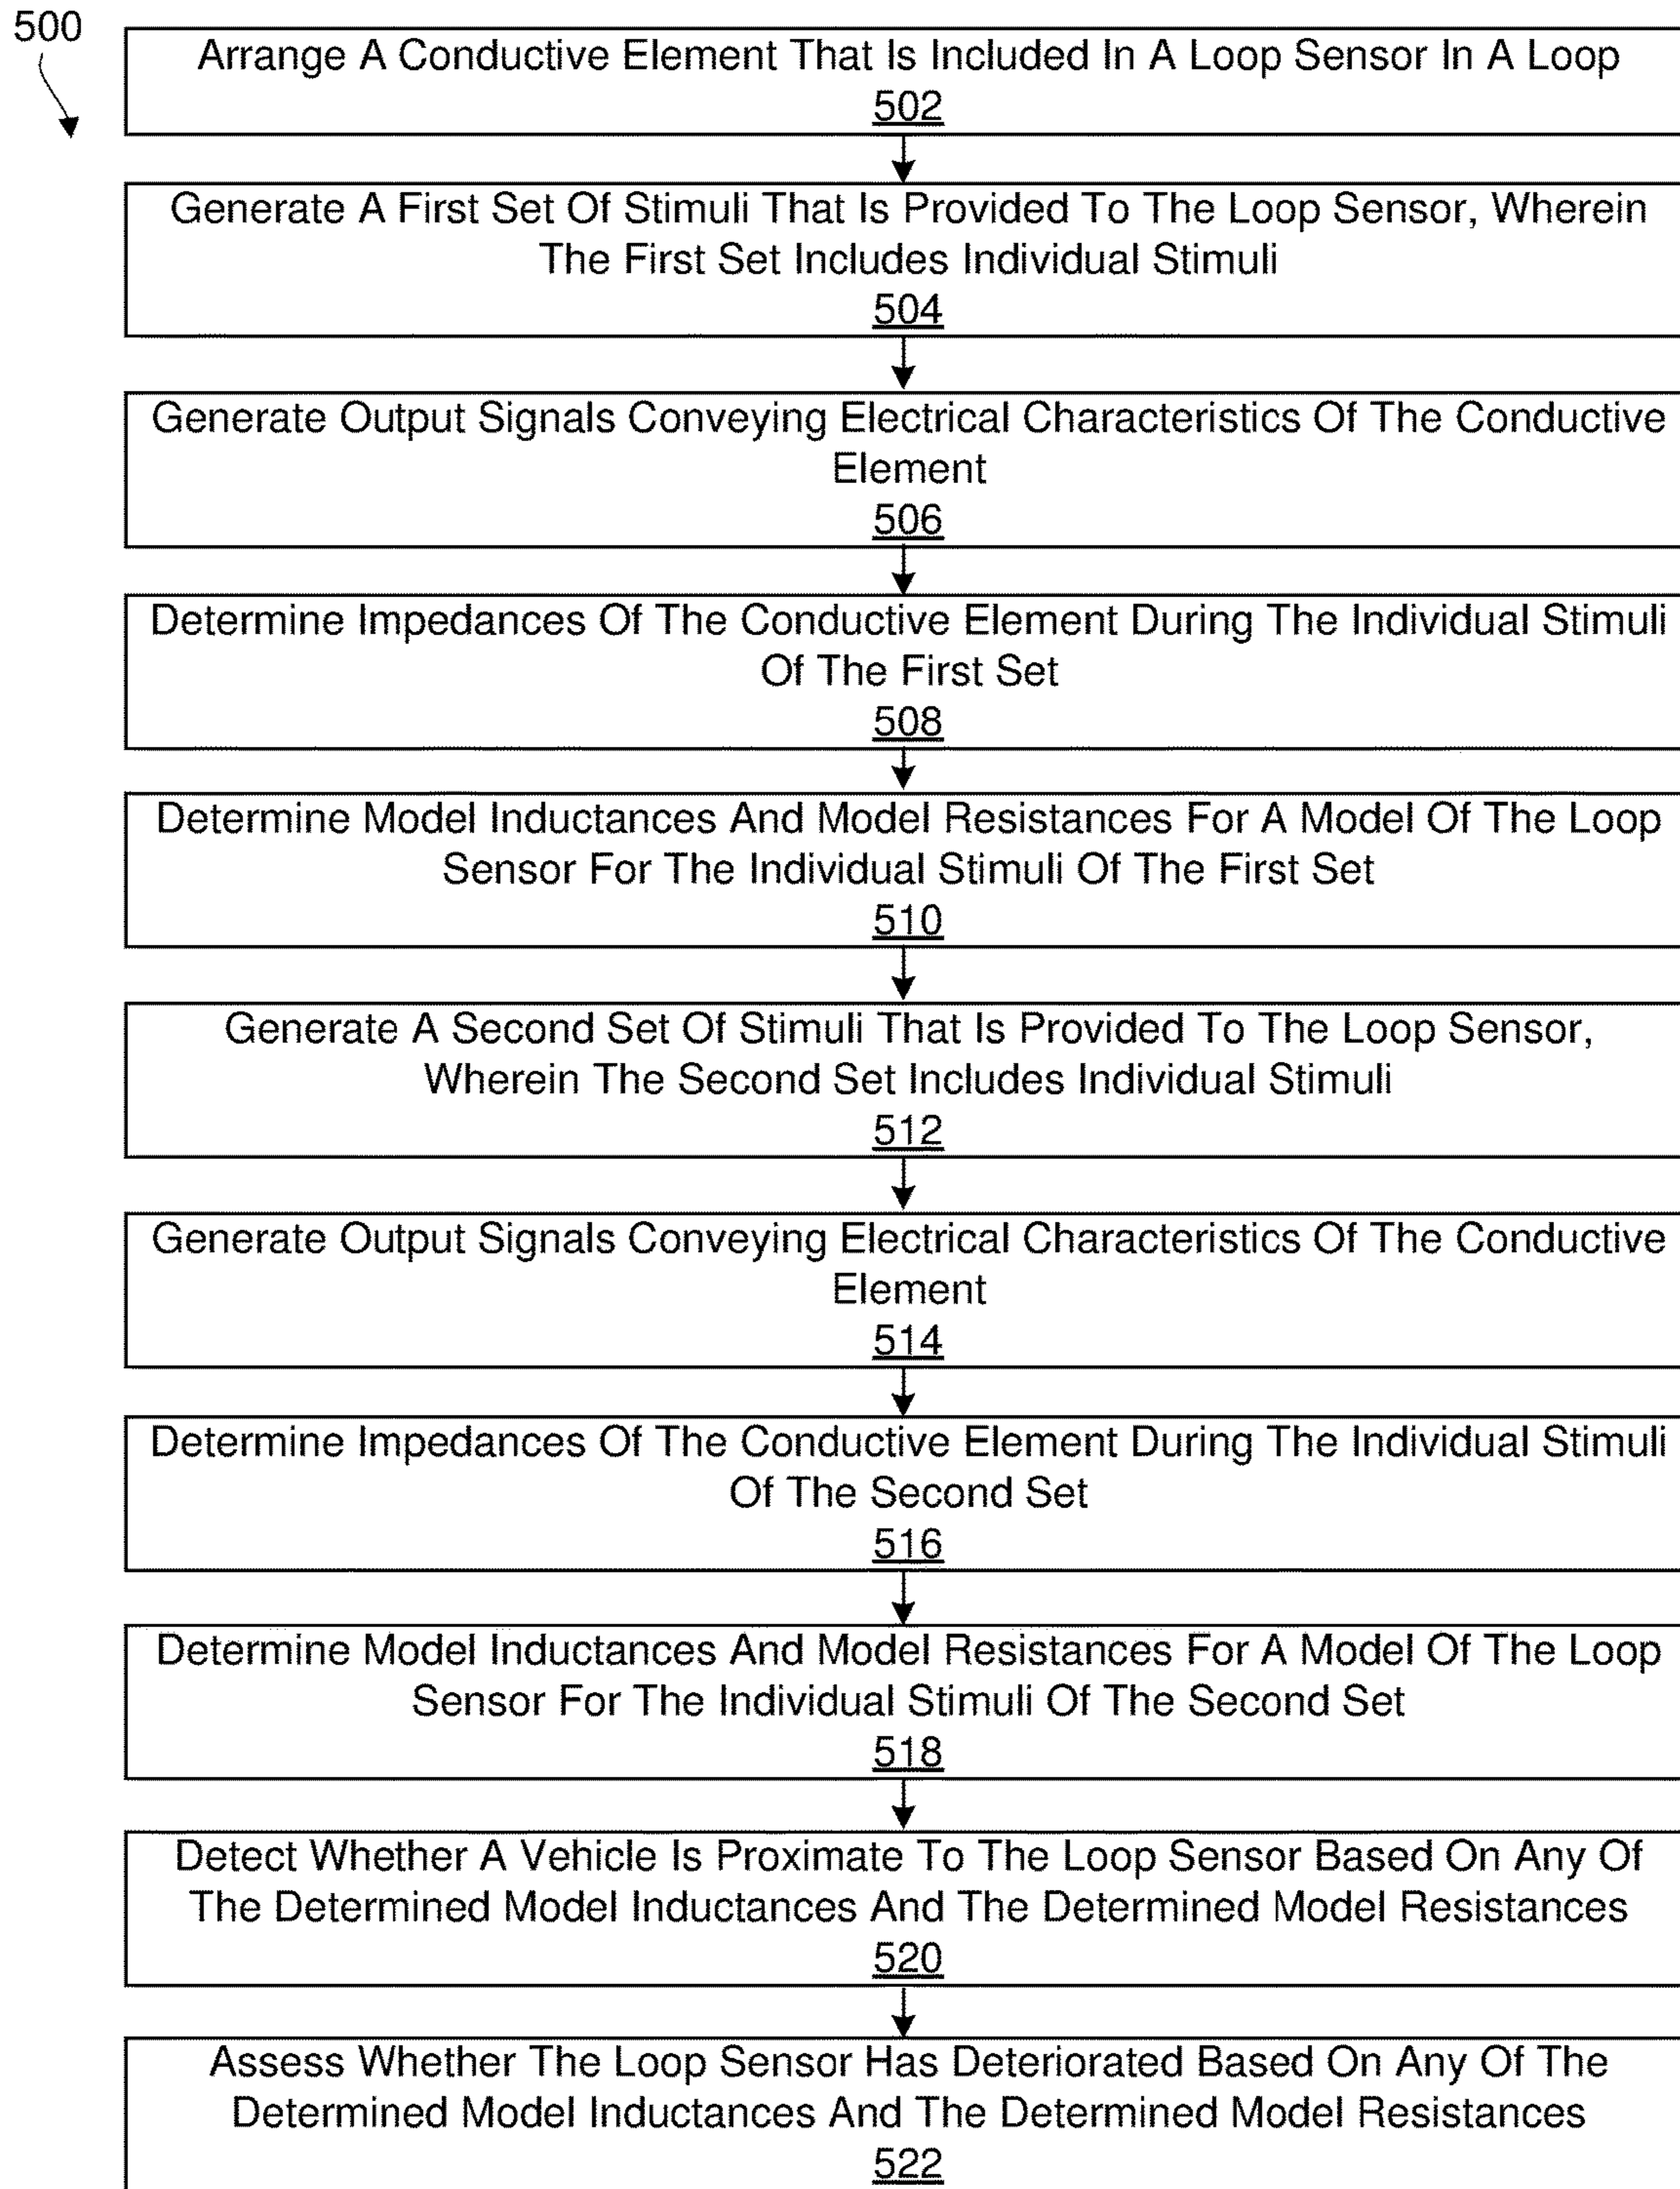 500
Arrange A Conductive Element That Is Included In A Loop Sensor In A Loop
502
Generate A First Set Of Stimuli That Is Provided To The Loop Sensor, Wherein
The First Set Includes Individual Stimuli
504
Generate Output Signals Conveying Electrical Characteristics Of The Conductive
Element
506
Determine Impedances Of The Conductive Element During The Individual Stimuli
Of The First Set
508
Determine Model Inductances And Model Resistances For A Model Of The Loop
Sensor For The Individual Stimuli Of The First Set
510
Generate A Second Set Of Stimuli That Is Provided To The Loop Sensor,
Wherein The Second Set Includes Individual Stimuli
512
Generate Output Signals Conveying Electrical Characteristics Of The Conductive
Element
514
Determine Impedances Of The Conductive Element During The Individual Stimuli
Of The Second Set
516
Determine Model Inductances And Model Resistances For A Model Of The Loop
Sensor For The Individual Stimuli Of The Second Set
518
Detect Whether A Vehicle Is Proximate To The Loop Sensor Based On Any Of
The Determined Model Inductances And The Determined Model Resistances
520
Assess Whether The Loop Sensor Has Deteriorated Based On Any Of The
Determined Model Inductances And The Determined Model Resistances
522